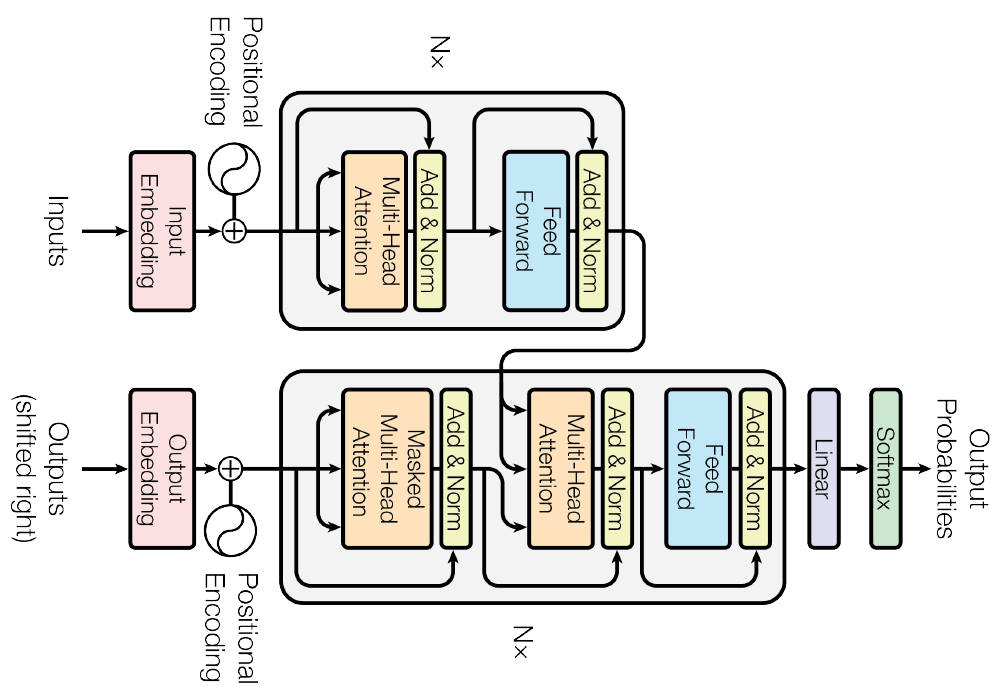 Output
Probabilities
Softmax
Linear
Add & Norm
Feed
Forward
Add & Norm
Multi-Head
Attention
Add & Norm
Masked
Multi-Head
Attention
Nx
Add & Norm
Feed
Forward
Add & Norm
Multi-Head
Attention
Nx
Positional
Encoding
Positional
Encoding
Input
Embedding
Output
Embedding
Inputs
Outputs
(shifted right)